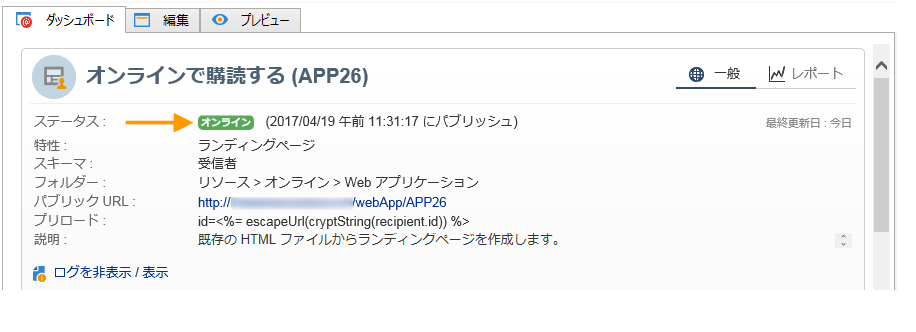 ダッシュボード 編集 プレビュー
オンラインで購読する (APP26)
一般 レポート
ステータス : オンライン (2017/04/19 午前 11:31:17 にパブリッシュ) 最終更新日 : 今日
特性 : ランディングページ
スキーマ : 受信者
フォルダー : リソース > オンライン > Web アプリケーション
パブリック URL : http:// /webApp/APP26
プリロード : id=<%= escapeUrl(cryptString(recipient.id)) %>
説明 : 既存の HTML ファイルからランディングページを作成します。
ログを非表示 / 表示